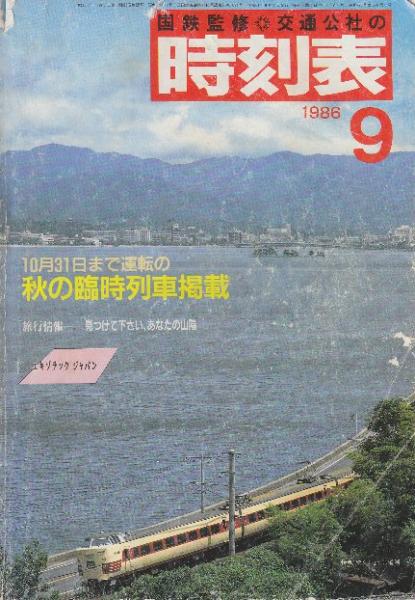 国鉄監修 交通公社の
時刻表
1986 9
10月31日まで運転の
秋の臨時列車掲載
旅行情報― 見つけて下さい、あなたの山陰
エキゾチックジャパン